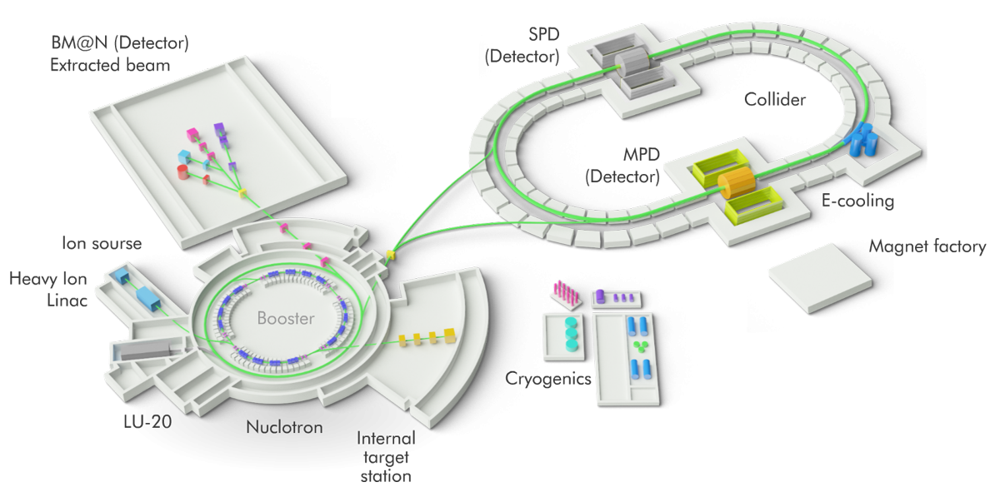 BM@N (Detector)
Extracted beam
SPD
(Detector)
Collider
MPD
(Detector)
E-cooling
Ion sourse
Magnet factory
Heavy Ion
Linac
Booster
Cryogenics
LU-20
Nuclotron
Internal
target
station